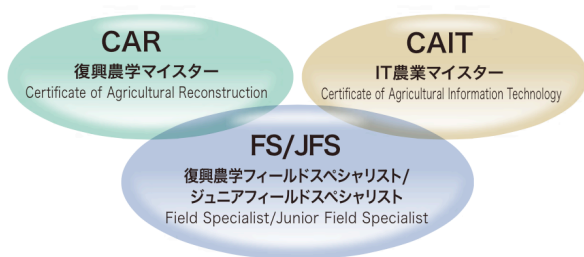 CAR
復興農学マイスター
Certificate of Agricultural Reconstruction
CAIT
IT農業マイスター
Certificate of Agricultural Information Technology
FS/JFS
復興農学フィールドスペシャリスト/
ジュニアフィールドスペシャリスト
Field Specialist/Junior Field Specialist